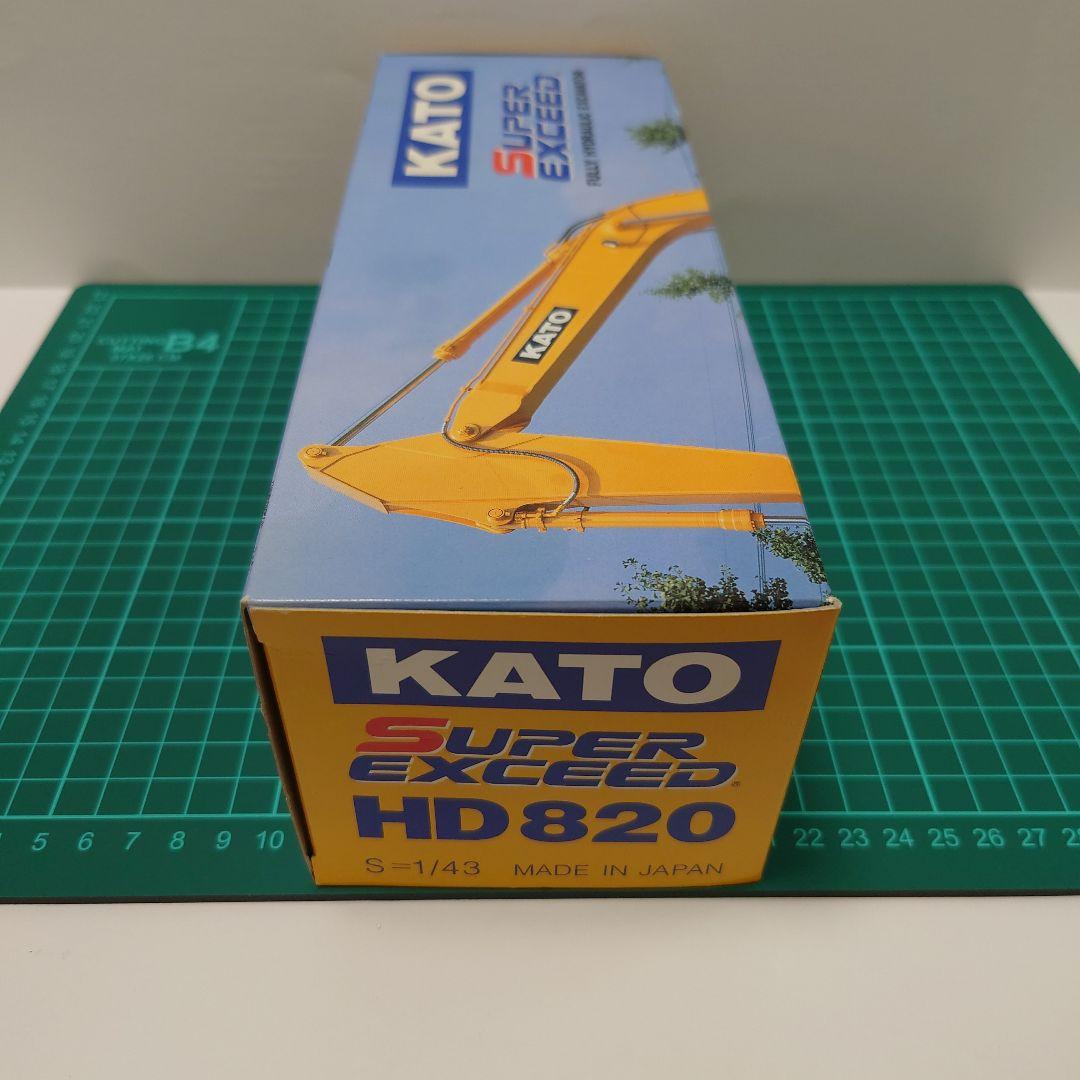 KATO
SUPER
EXCEED
FULLY HYDRAULIC EXCAVATOR
KATO
KATO
SUPER
EXCEED
HD820
S=1/43 MADE IN JAPAN
B4
5 6 7 8 9 10
22 23 24 25 26 27 28